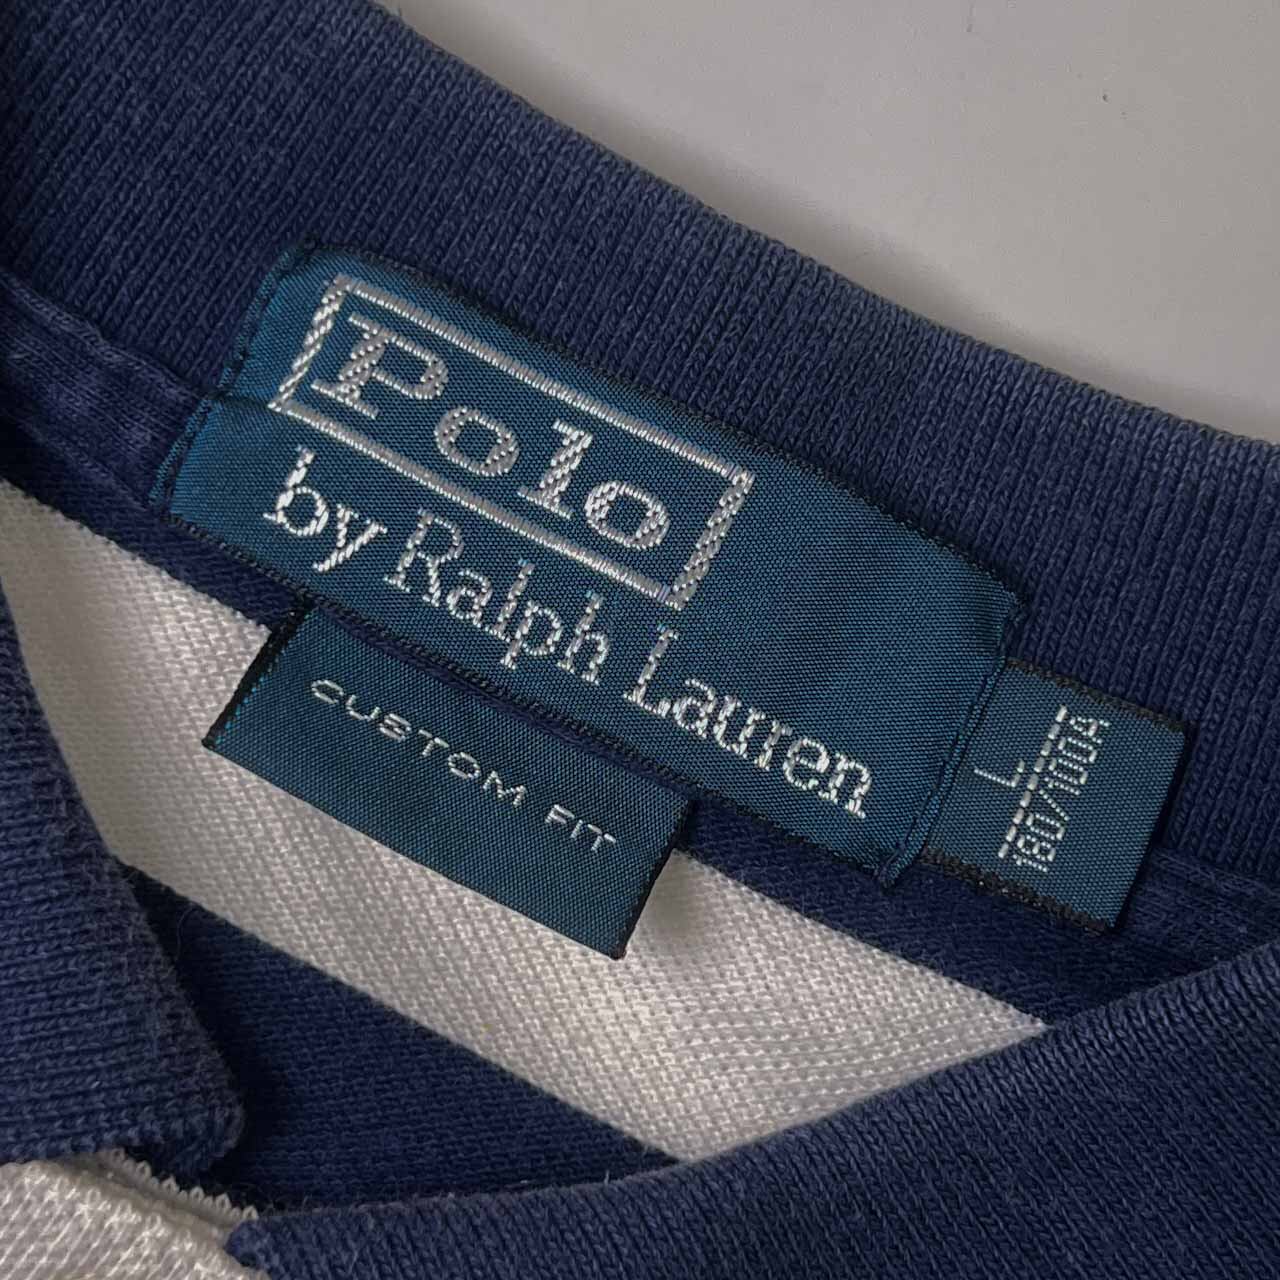 Polo
by Ralph Lauren
CUSTOM FIT
L
180/100A